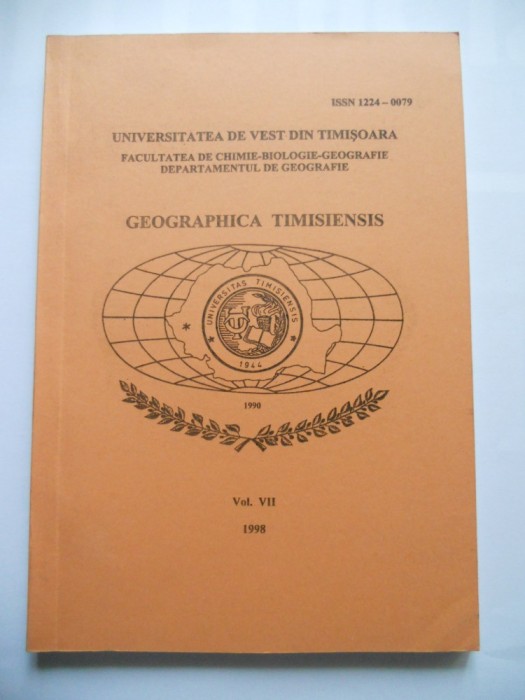 ISSN 1224 – 0079
UNIVERSITATEA DE VEST DIN TIMIŞOARA
FACULTATEA DE CHIMIE-BIOLOGIE-GEOGRAFIE
DEPARTAMENTUL DE GEOGRAFIE
GEOGRAPHICA TIMISIENSIS
* UNIVERSITAS TIMISIENSIS *
1944
*
1990
Vol. VII
1998